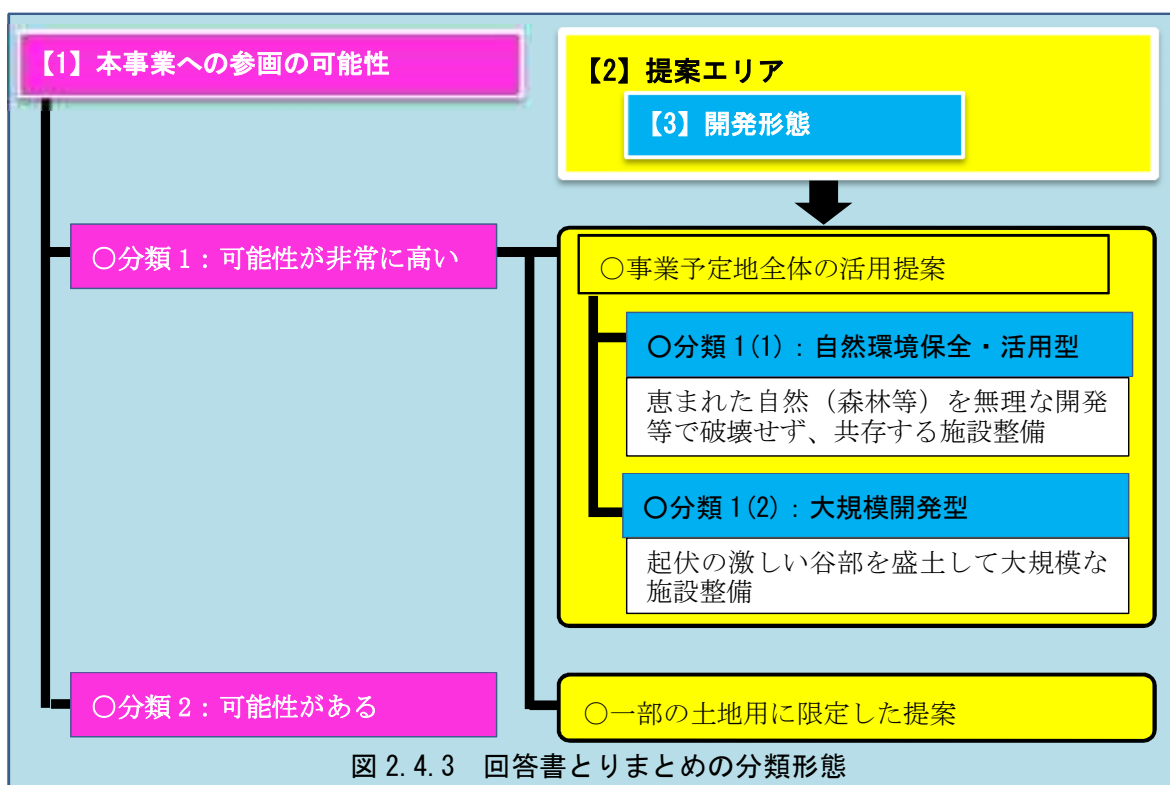 【1】本事業への参画の可能性
【2】提案エリア
【3】開発形態
○分類1：可能性が非常に高い
○事業予定地全体の活用提案
○分類1(1)：自然環境保全・活用型
恵まれた自然（森林等）を無理な開発
等で破壊せず、共存する施設整備
○分類1(2)：大規模開発型
起伏の激しい谷部を盛土して大規模な
施設整備
○分類2：可能性がある
○一部の土地用に限定した提案
図2.4.3　回答書とりまとめの分類形態